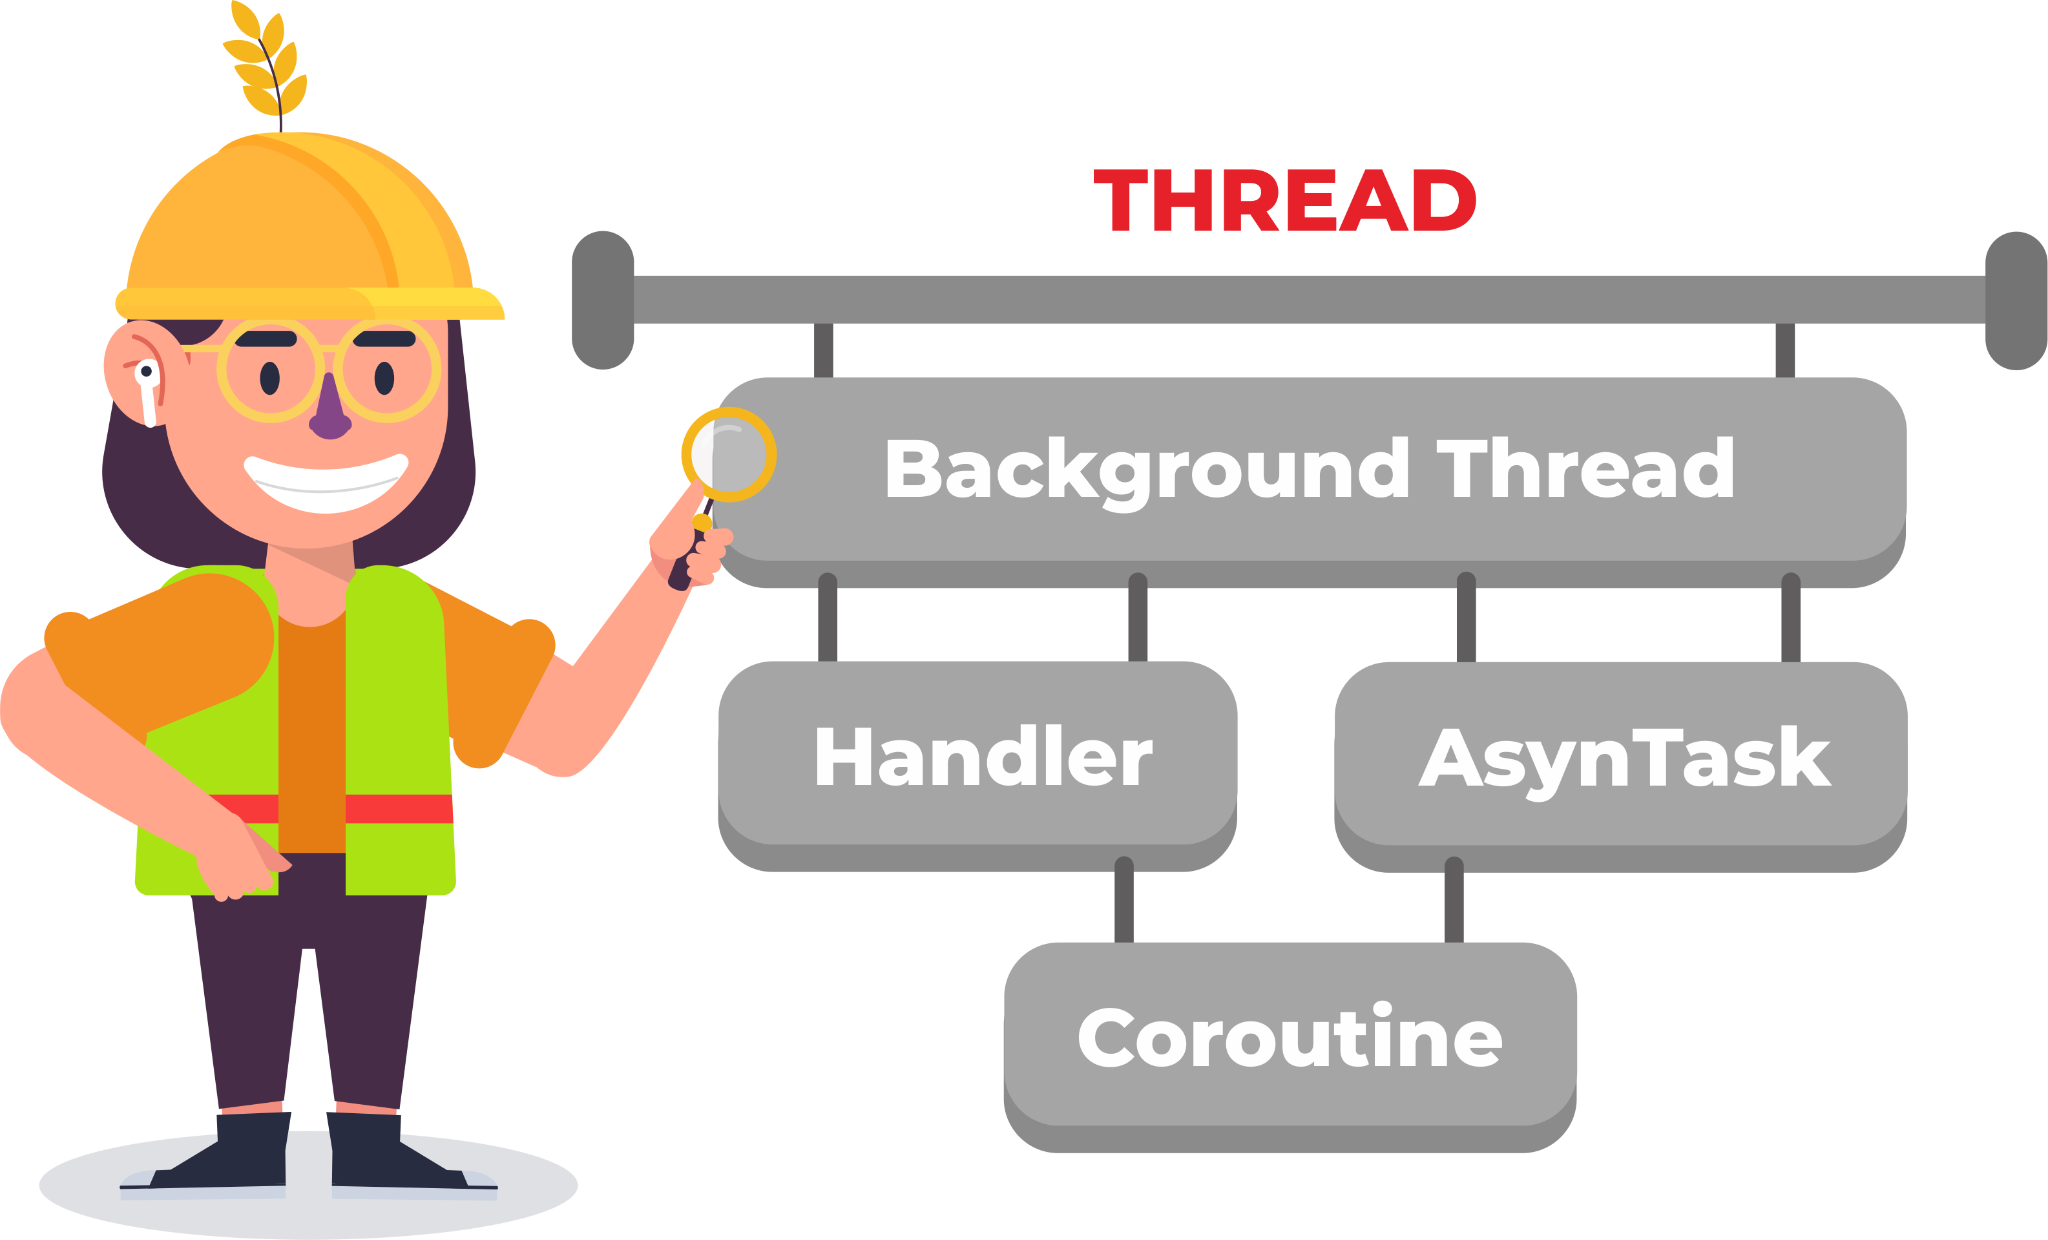 THREAD
Background Thread
Handler
AsynTask
Coroutine